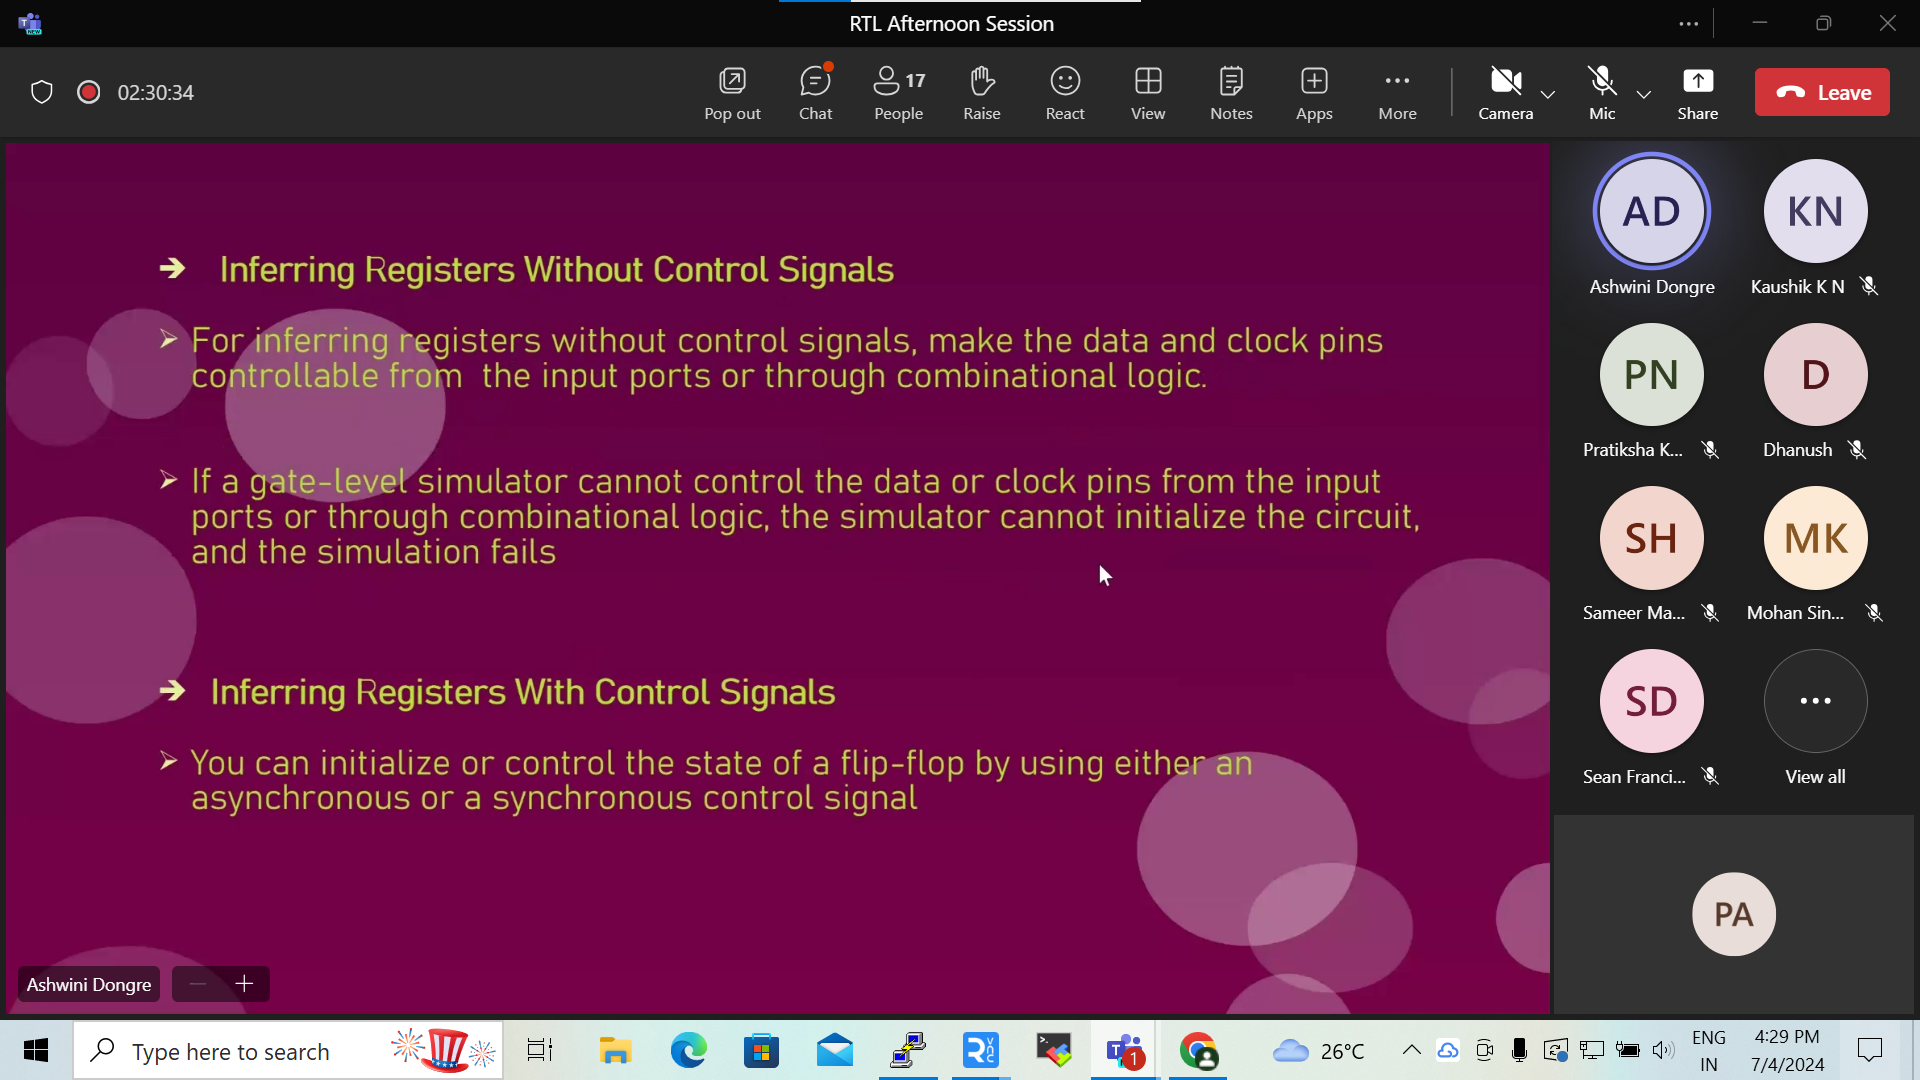 RTL Afternoon Session
02:30:34
Pop out
Chat
17
People
Raise
React
View
Notes
Apps
More
Camera
Mic
Share
Leave
➔ Inferring Registers Without Control Signals
➢ For inferring registers without control signals, make the data and clock pins
controllable from the input ports or through combinational logic.
➢ If a gate-level simulator cannot control the data or clock pins from the input
ports or through combinational logic, the simulator cannot initialize the circuit,
and the simulation fails
➔ Inferring Registers With Control Signals
➢ You can initialize or control the state of a flip-flop by using either an
asynchronous or a synchronous control signal
Ashwini Dongre
AD
Ashwini Dongre
KN
Kaushik K N
PN
Pratiksha K...
D
Dhanush
SH
Sameer Ma...
MK
Mohan Sin...
SD
Sean Franci...
View all
PA
Type here to search
1
26°C
ENG
IN
4:29 PM
7/4/2024